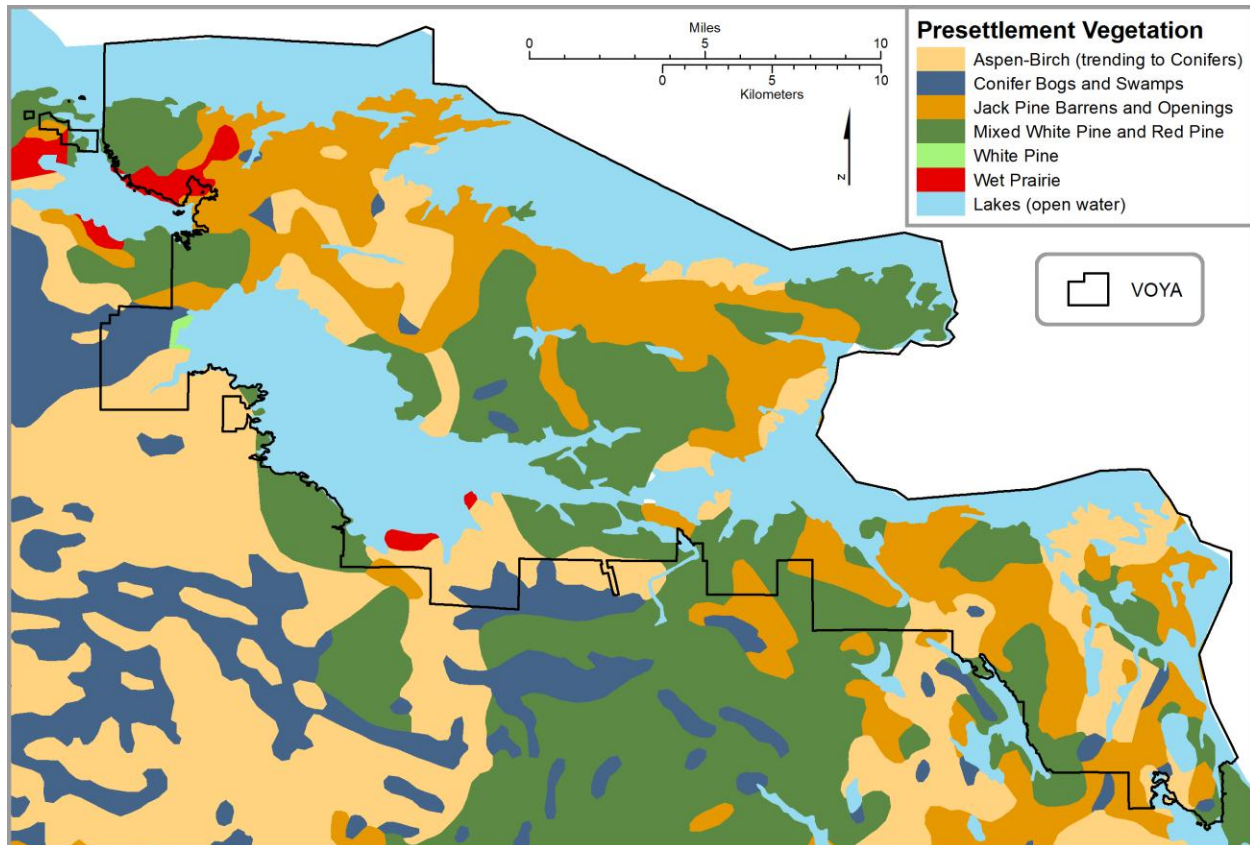 Miles
0 5 10
0 5 10
Kilometers
N
Presettlement Vegetation
Aspen-Birch (trending to Conifers)
Conifer Bogs and Swamps
Jack Pine Barrens and Openings
Mixed White Pine and Red Pine
White Pine
Wet Prairie
Lakes (open water)
VOYA